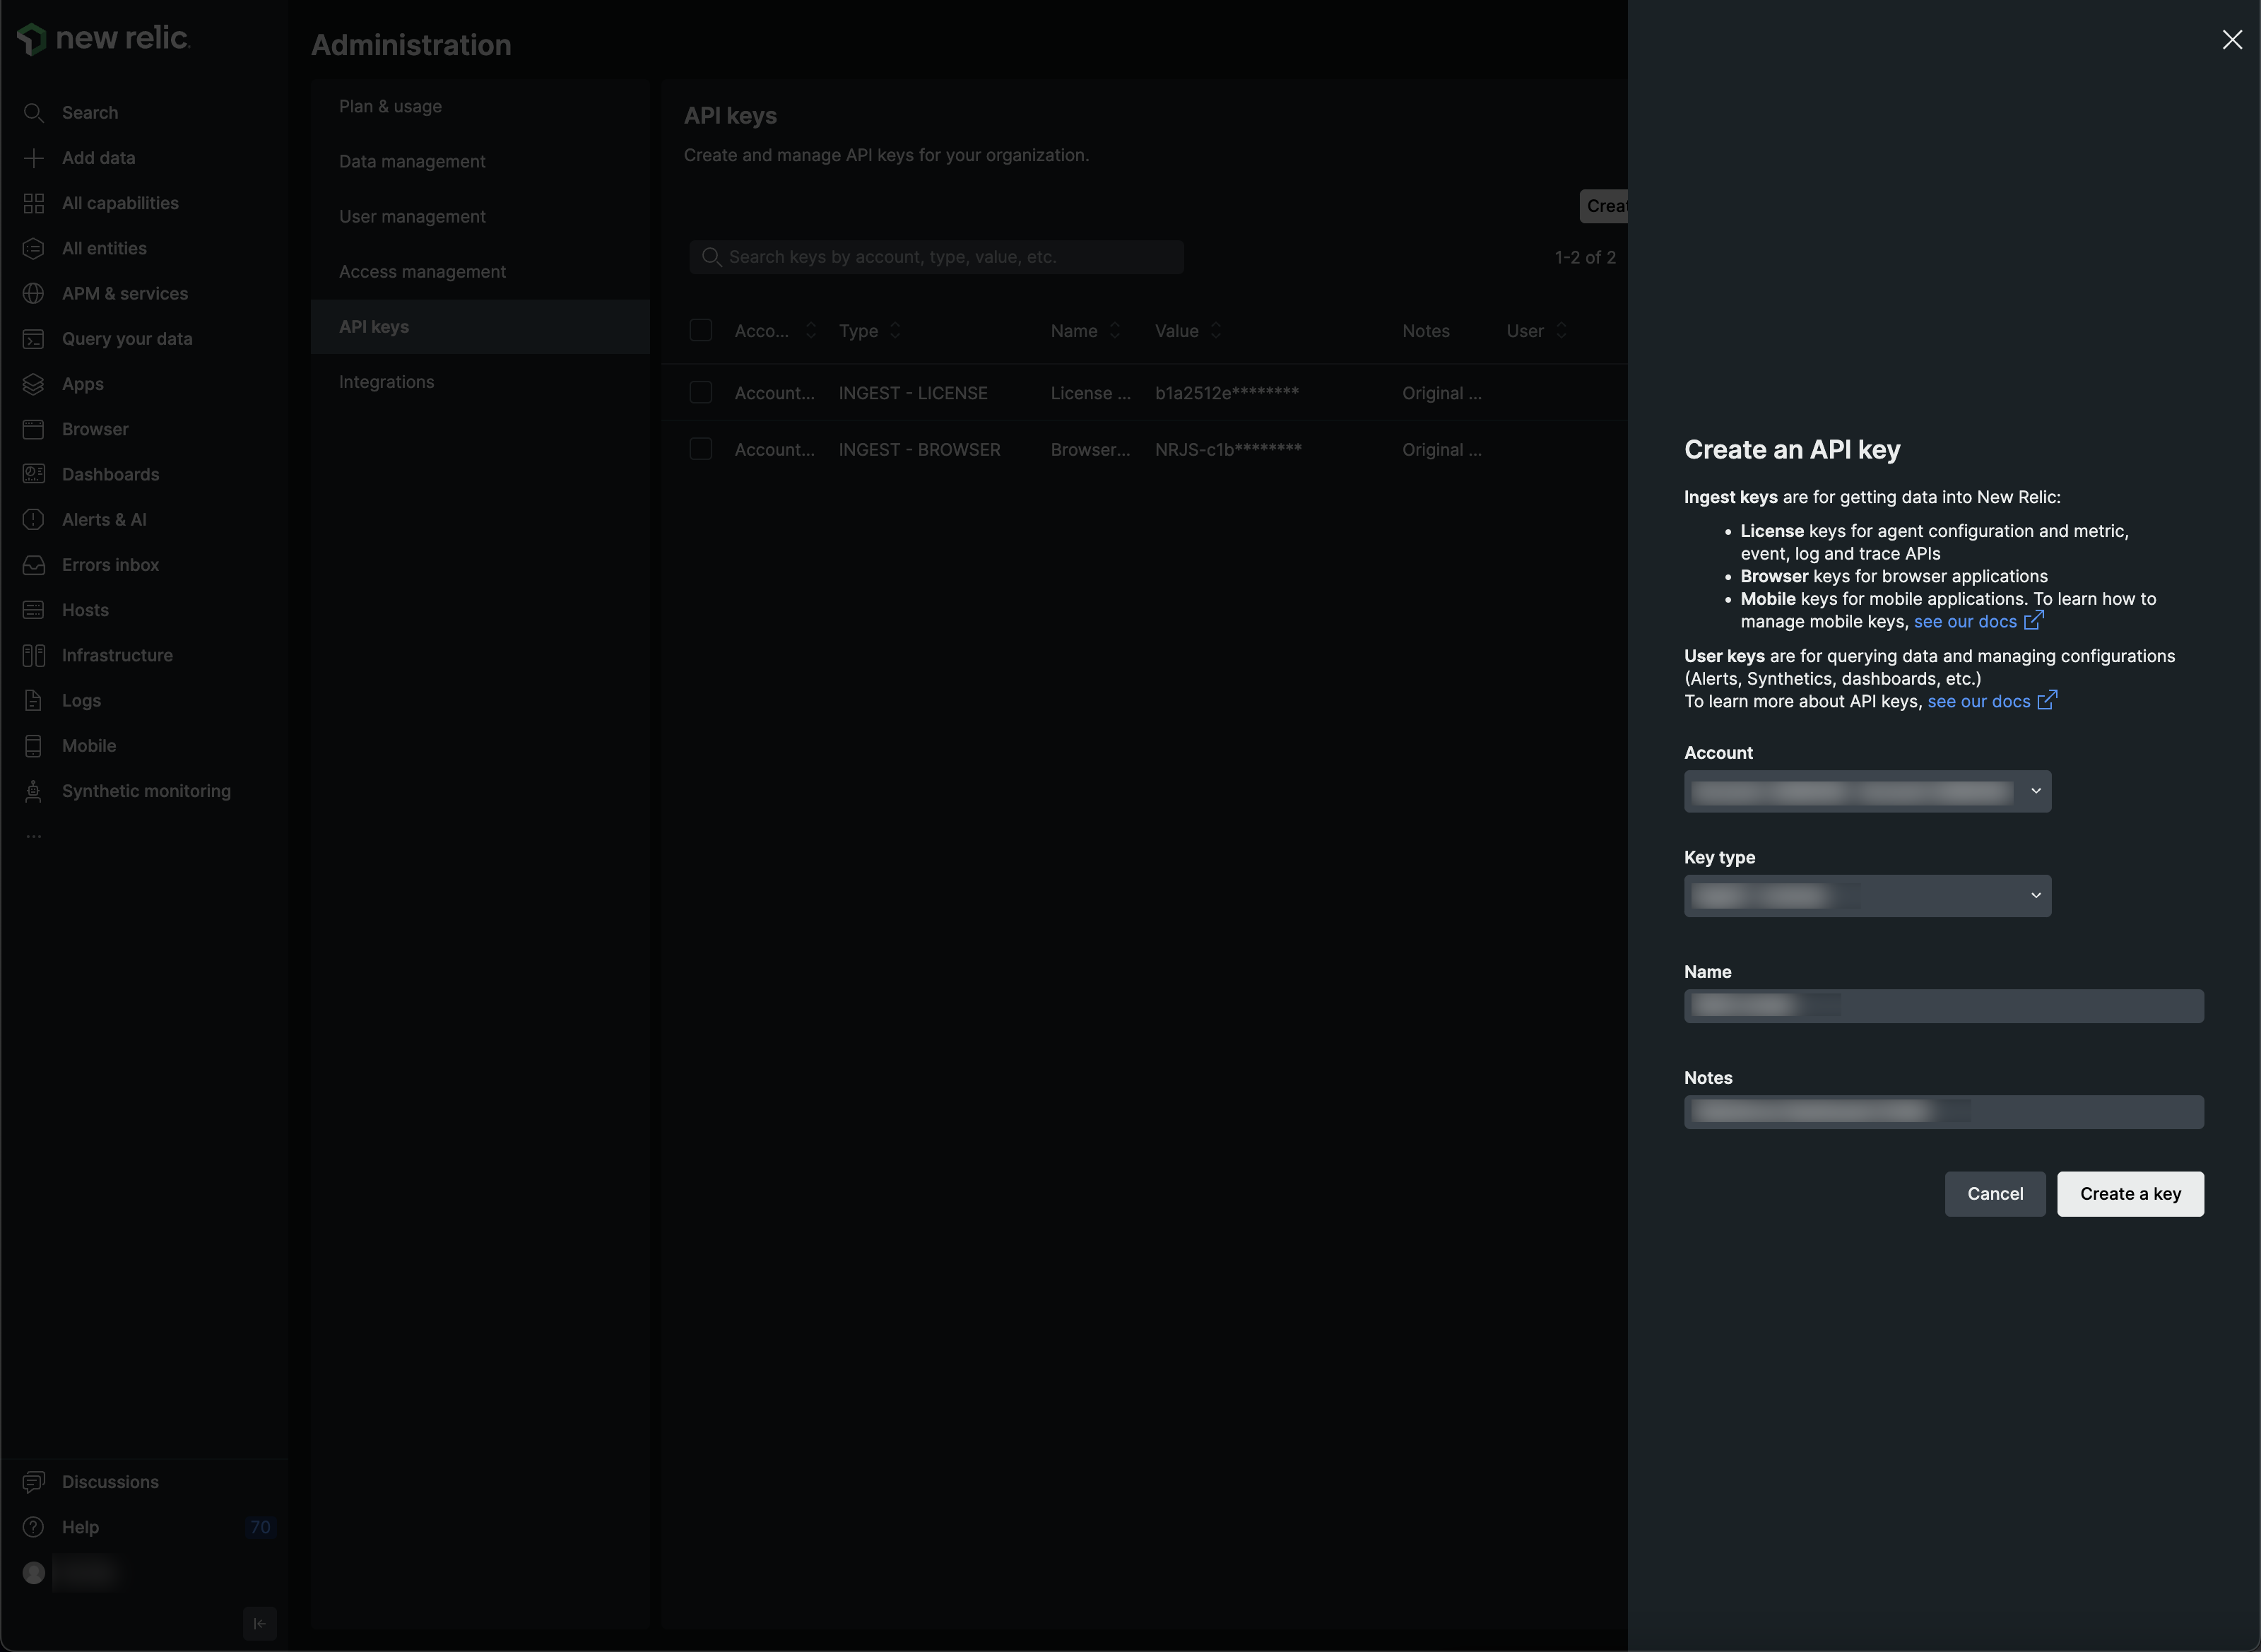 new relic.
Search
Add data
All capabilities
All entities
APM & services
Query your data
Apps
Browser
Dashboards
Alerts & AI
Errors inbox
Hosts
Infrastructure
Logs
Mobile
Synthetic monitoring
...
Discussions
Help 70
Administration
Plan & usage
Data management
User management
Access management
API keys
Integrations
API keys
Create and manage API keys for your organization.
Creat
Search keys by account, type, value, etc.
1-2 of 2
Acco... Type Name Value Notes User
Account... INGEST - LICENSE License ... b1a2512e******** Original ...
Account... INGEST - BROWSER Browser... NRJS-c1b******** Original ...
Create an API key
Ingest keys are for getting data into New Relic:
• License keys for agent configuration and metric,
event, log and trace APIs
• Browser keys for browser applications
• Mobile keys for mobile applications. To learn how to
manage mobile keys, see our docs
User keys are for querying data and managing configurations
(Alerts, Synthetics, dashboards, etc.)
To learn more about API keys, see our docs
Account
Key type
Name
Notes
Cancel
Create a key